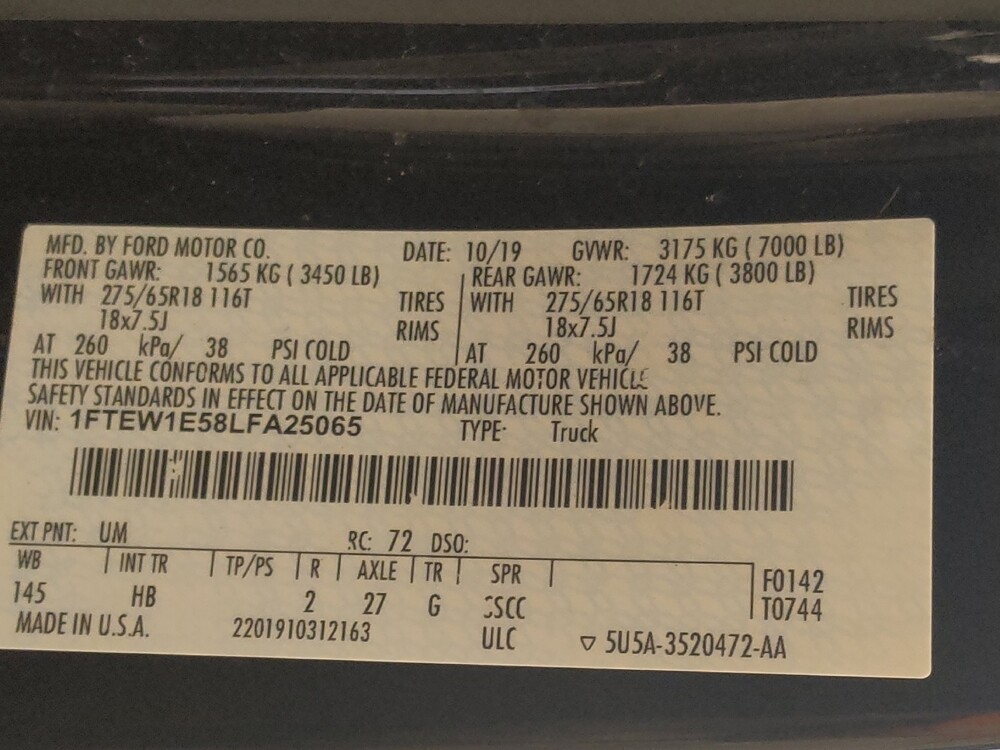 MFD. BY FORD MOTOR CO. DATE: 10/19 GVWR: 3175 KG ( 7000 LB)
FRONT GAWR: 1565 KG ( 3450 LB) REAR GAWR: 1724 KG ( 3800 LB)
WITH 275/65R18 116T TIRES WITH 275/65R18 116T TIRES
18x7.5J RIMS 18x7.5J RIMS
AT 260 kPa/ 38 PSI COLD AT 260 kPa/ 38 PSI COLD
THIS VEHICLE CONFORMS TO ALL APPLICABLE FEDERAL MOTOR VEHICLE
SAFETY STANDARDS IN EFFECT ON THE DATE OF MANUFACTURE SHOWN ABOVE.
VIN: 1FTEW1E58LFA25065 TYPE: Truck
EXT PNT: UM RC: 72 DSO:
WB INT TR TP/PS R AXLE TR SPR F0142
145 HB 2 27 G T0744
MADE IN U.S.A. 2201910312163 ULC ▽ 5U5A-3520472-AA